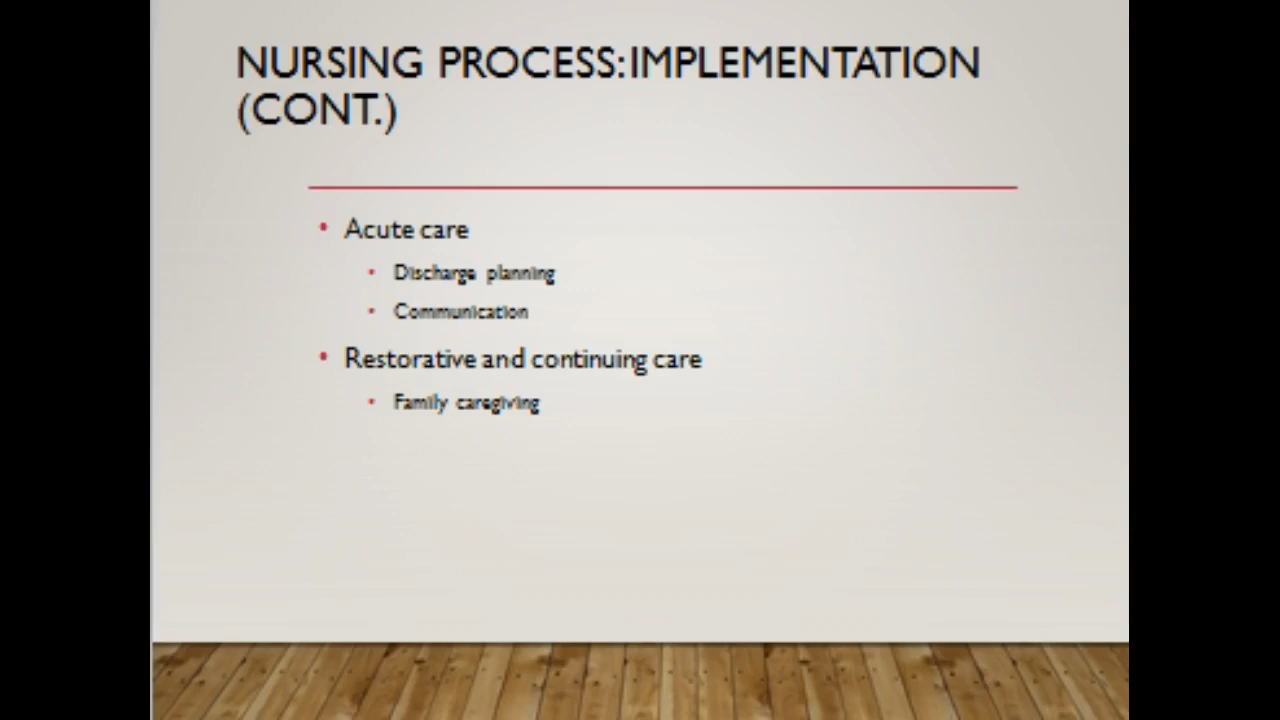 NURSING PROCESS: IMPLEMENTATION
(CONT.)
• Acute care
• Discharge planning
• Communication
• Restorative and continuing care
• Family caregiving